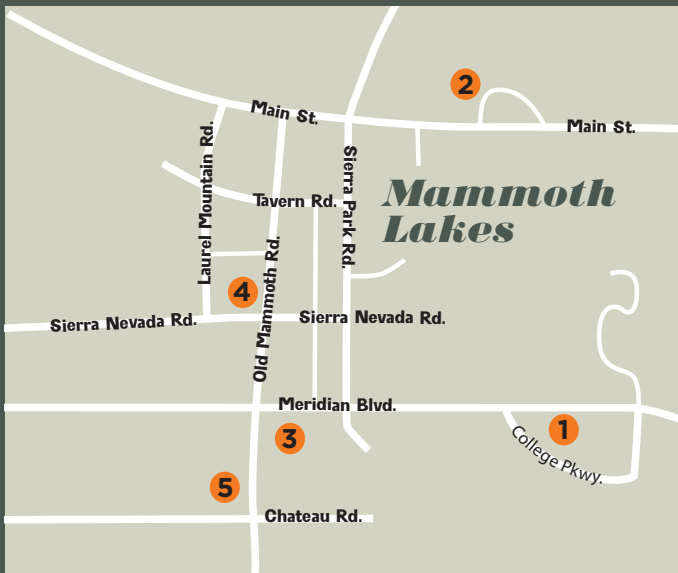 2
Main St.
Main St.
Laurel Mountain Rd.
Sierra Park Rd.
Tavern Rd.
Mammoth
Lakes
Old Mammoth Rd.
4
Sierra Nevada Rd.
Sierra Nevada Rd.
Meridian Blvd.
3
1
College Pkwy.
5
Chateau Rd.